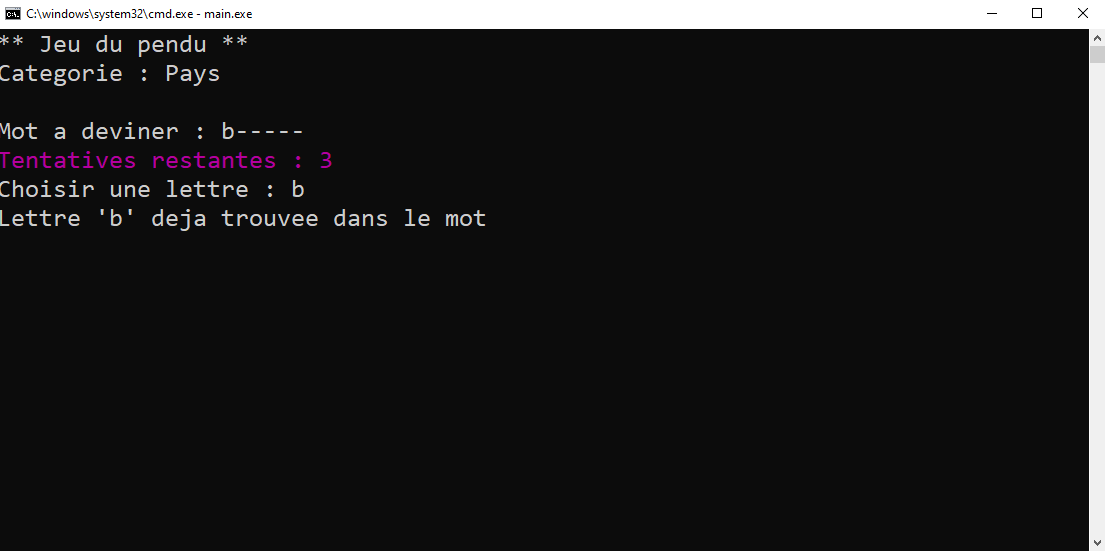 C:\windows\system32\cmd.exe - main.exe
** Jeu du pendu **
Categorie : Pays
Mot a deviner : b-----
Tentatives restantes : 3
Choisir une lettre : b
Lettre 'b' deja trouvee dans le mot